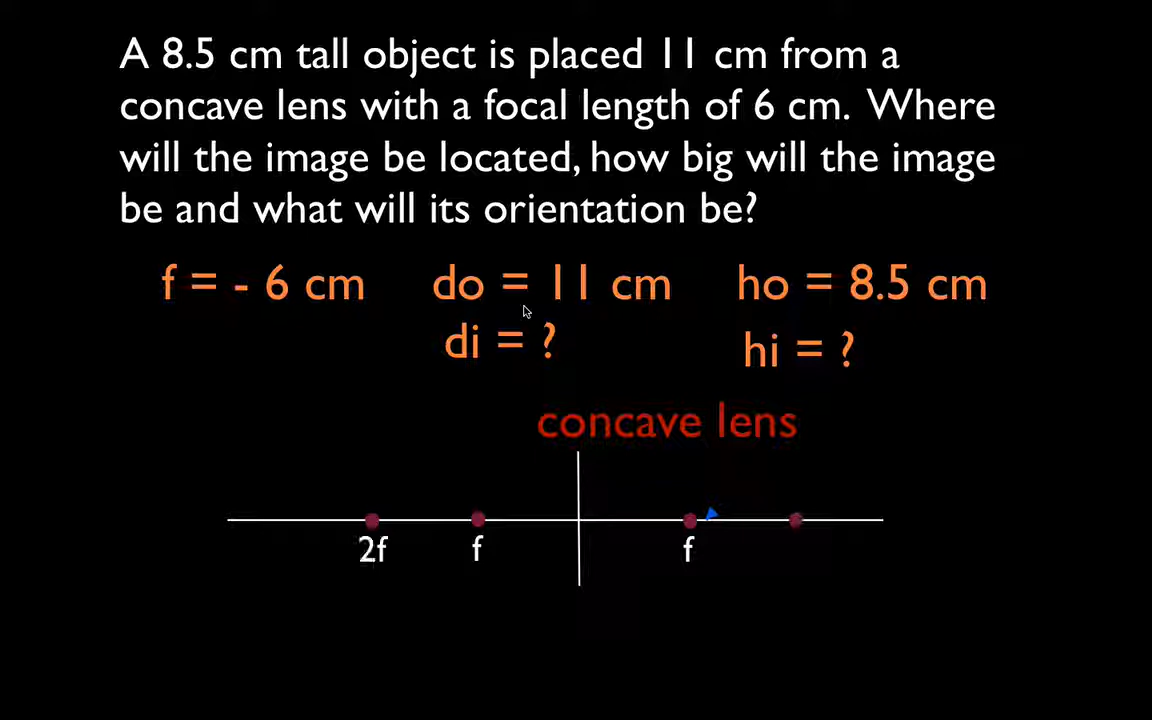 A 8.5 cm tall object is placed 11 cm from a
concave lens with a focal length of 6 cm. Where
will the image be located, how big will the image
be and what will its orientation be?
f = - 6 cm do = 11 cm ho = 8.5 cm
di = ? hi = ?
concave lens
2f f f